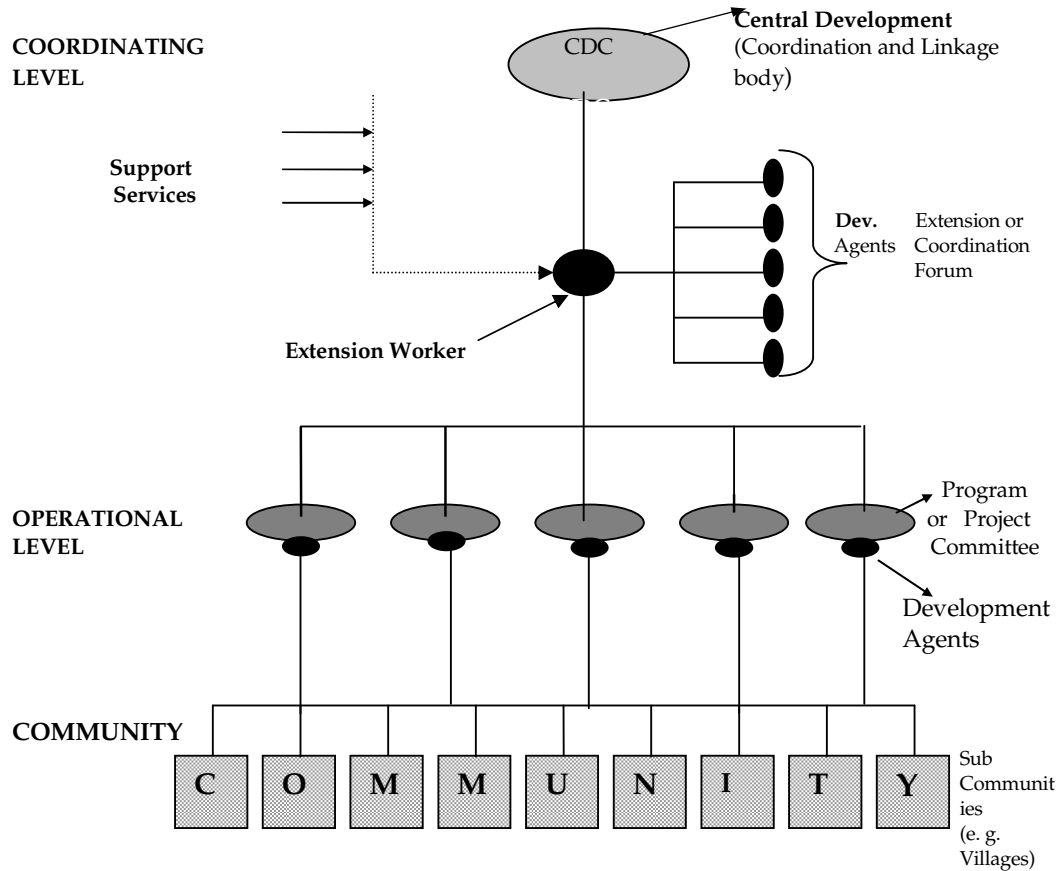 COORDINATING
LEVEL
CDC
Central Development
(Coordination and Linkage
body)
Support
Services
Dev.
Agents
Extension or
Coordination
Forum
Extension Worker
OPERATIONAL
LEVEL
Program
or Project
Committee
Development
Agents
COMMUNITY
C O M M U N I T Y
Sub
Communit
ies
(e. g.
Villages)